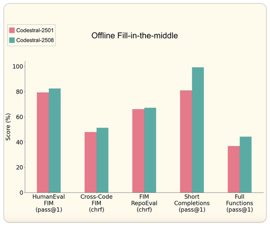 Codestral-2501
Codestral-2508
Offline Fill-in-the-middle
100
80
60
40
20
0
Score (%)
HumanEval
FIM
(pass@1)
Cross-Code
FIM
(chrf)
FIM
RepoEval
(chrf)
Short
Completions
(pass@1)
Full
Functions
(pass@1)